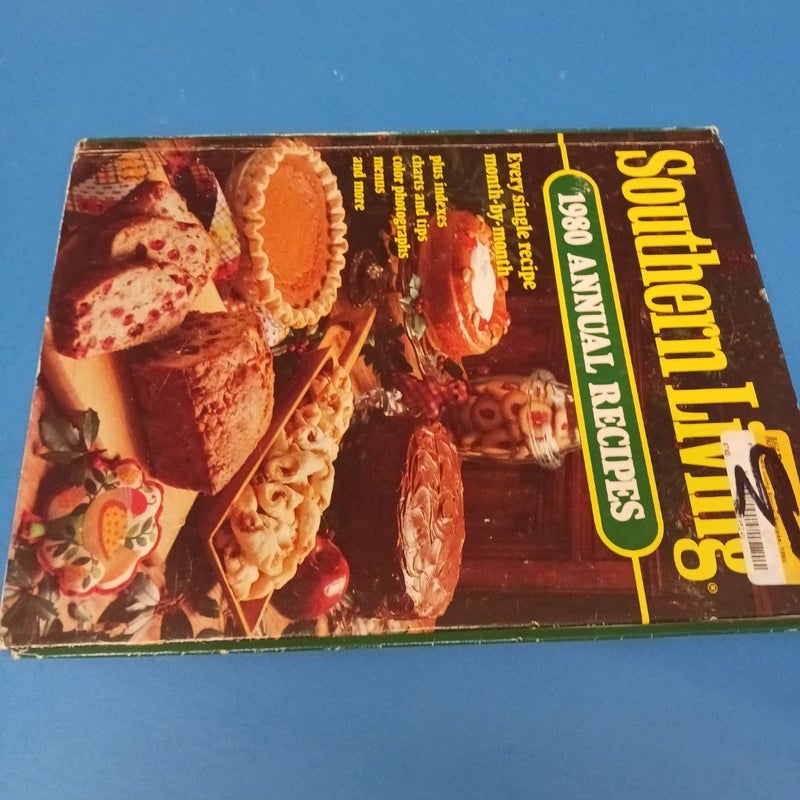 Southern Living®
1980 ANNUAL RECIPES
Every single recipe
month-by-month
plus indexes
charts and tips
color photographs
menus
and more